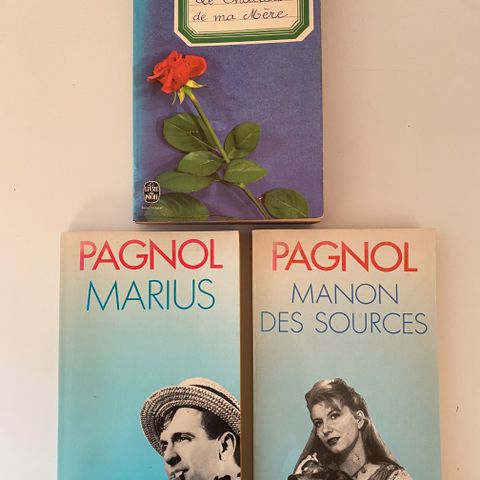 Le Château
de ma Mère
LE LIVRE
DE POCHE
PAGNOL
MARIUS
PAGNOL
MANON
DES SOURCES